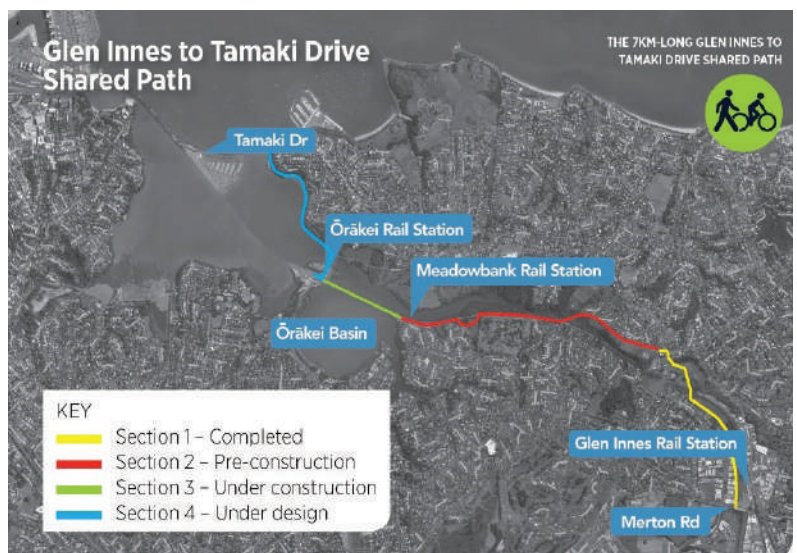 Glen Innes to Tamaki Drive
Shared Path
THE 7KM-LONG GLEN INNES TO
TAMAKI DRIVE SHARED PATH
Tamaki Dr
Ōrākei Rail Station
Meadowbank Rail Station
Ōrākei Basin
Glen Innes Rail Station
Merton Rd
KEY
Section 1 – Completed
Section 2 – Pre-construction
Section 3 – Under construction
Section 4 – Under design